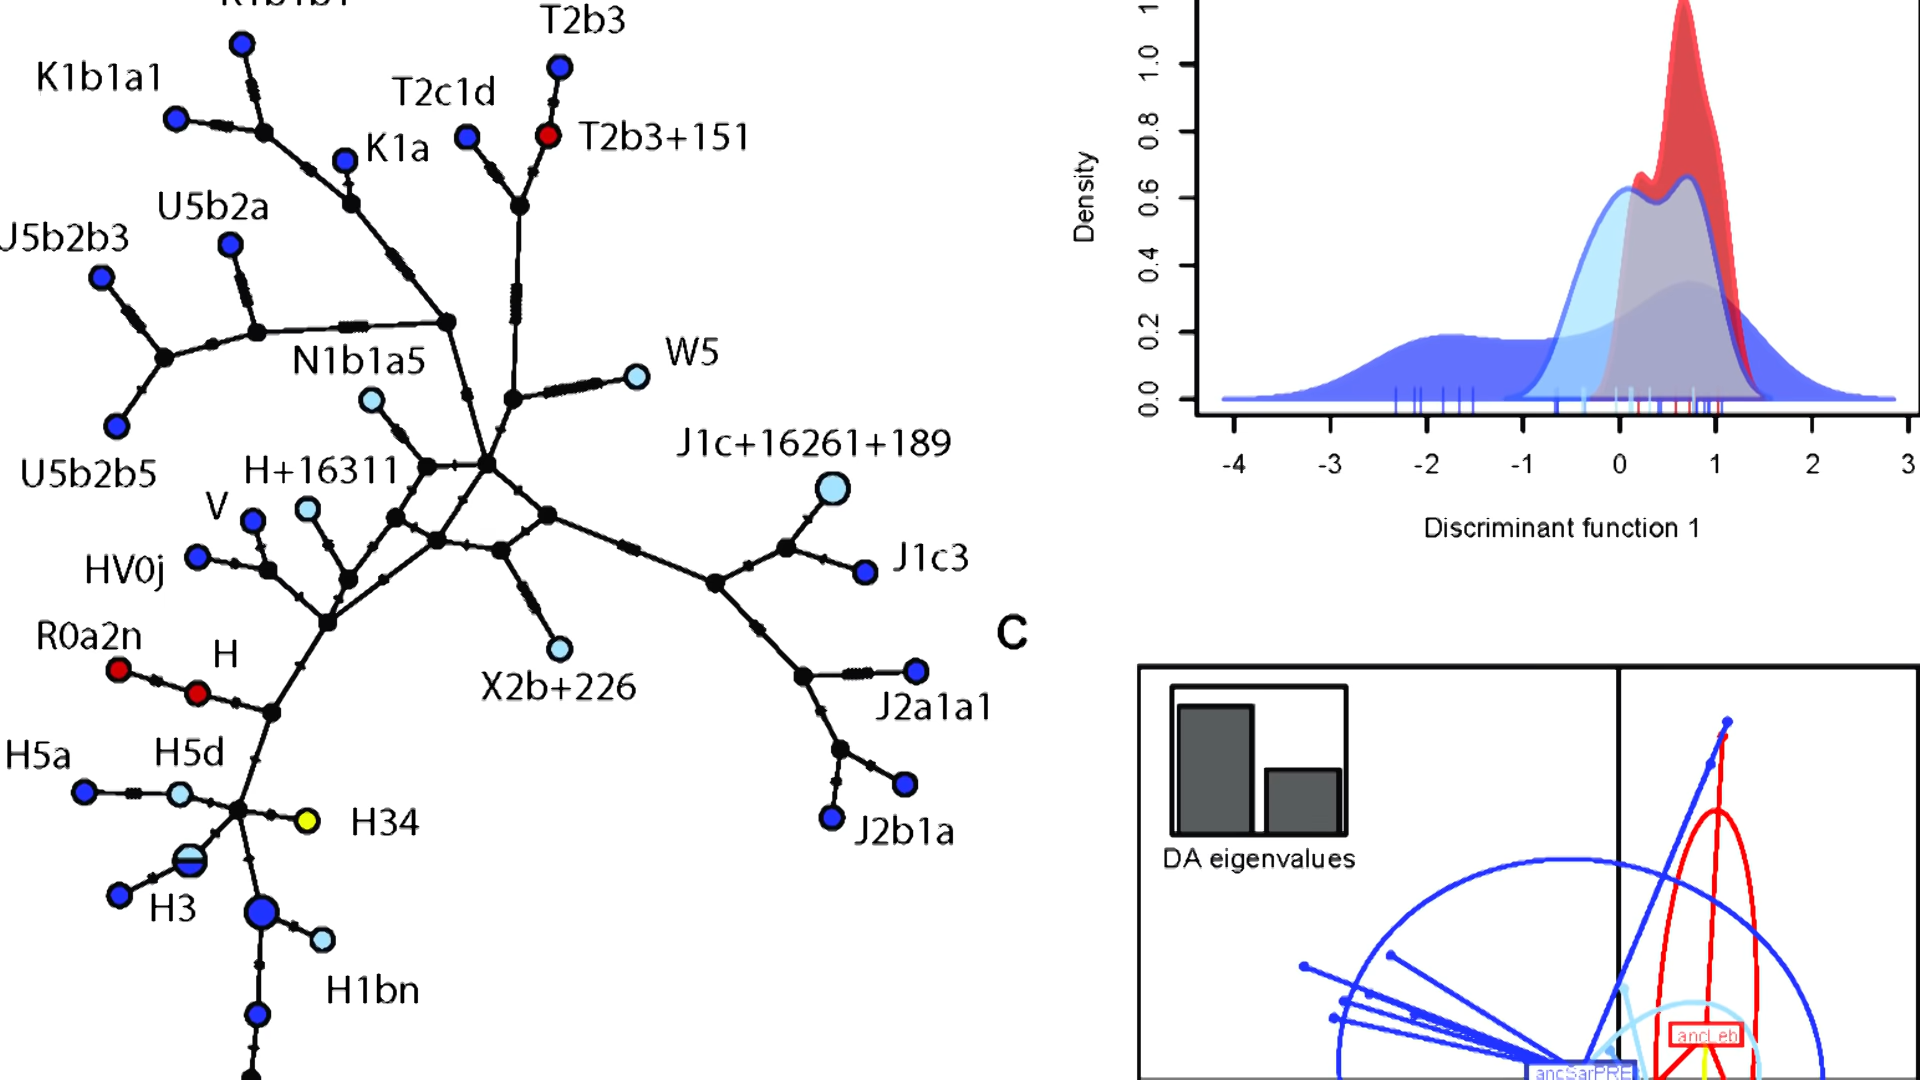 T2b3
K1b1a1
T2c1d
T2b3+151
K1a
U5b2a
U5b2b3
N1b1a5
W5
J1c+16261+189
U5b2b5
H+16311
V
HV0j
J1c3
R0a2n
H
X2b+226
J2a1a1
H5a
H5d
H34
J2b1a
H3
H1bn
Density
1.0
0.8
0.6
0.4
0.2
0.0
-4 -3 -2 -1 0 1 2 3
Discriminant function 1
C
DA eigenvalues
ancLeb
ancSarPRE